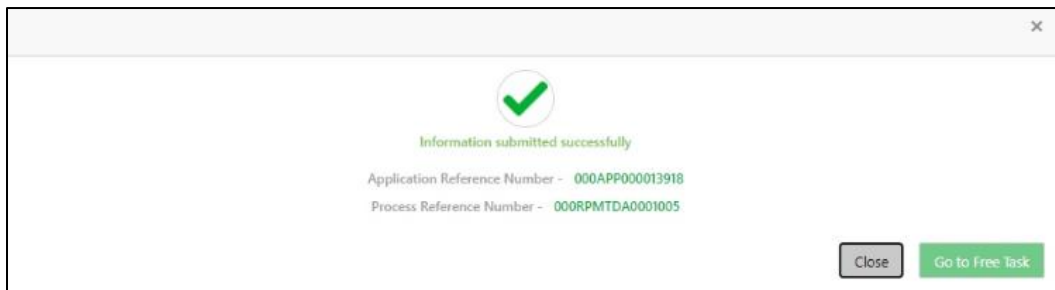 ×
Information submitted successfully
Application Reference Number - 000APP000013918
Process Reference Number - 000RPMTDA0001005
Close Go to Free Task